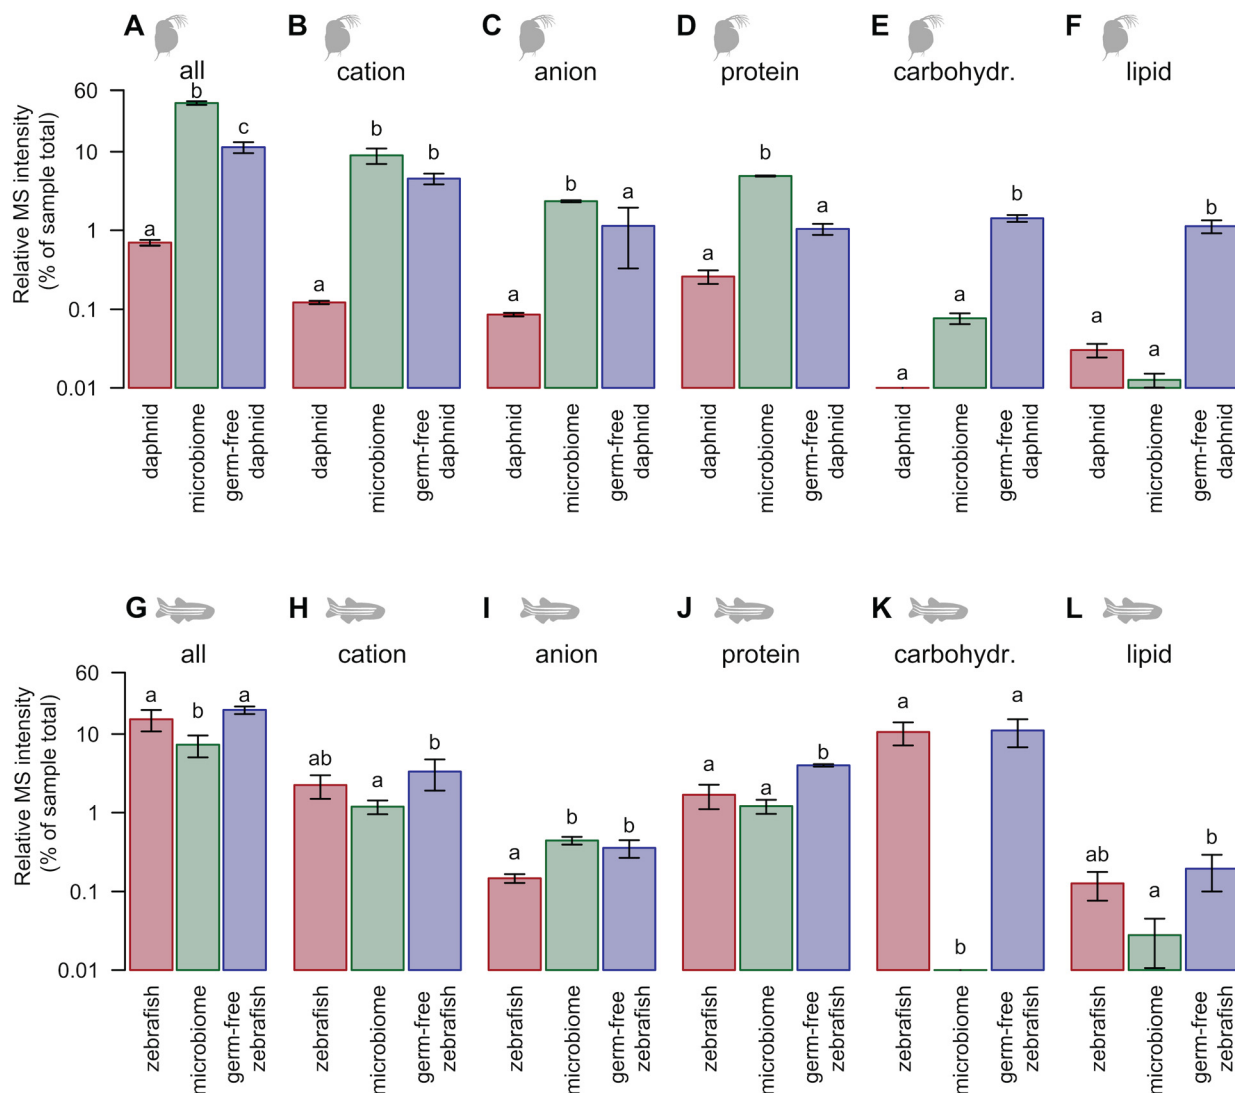 A B C D E F
all cation anion protein carbohydr. lipid
Relative MS intensity
(% of sample total)
60
10
1
0.1
0.01
a b c
a b b
a b a
a b a
a a b
a a b
daphnid microbiome germ-free daphnid
daphnid microbiome germ-free daphnid
daphnid microbiome germ-free daphnid
daphnid microbiome germ-free daphnid
daphnid microbiome germ-free daphnid
daphnid microbiome germ-free daphnid
G H I J K L
all cation anion protein carbohydr. lipid
Relative MS intensity
(% of sample total)
60
10
1
0.1
0.01
a b a
ab a b
a b b
a a b
a b a
ab a b
zebrafish microbiome germ-free zebrafish
zebrafish microbiome germ-free zebrafish
zebrafish microbiome germ-free zebrafish
zebrafish microbiome germ-free zebrafish
zebrafish microbiome germ-free zebrafish
zebrafish microbiome germ-free zebrafish